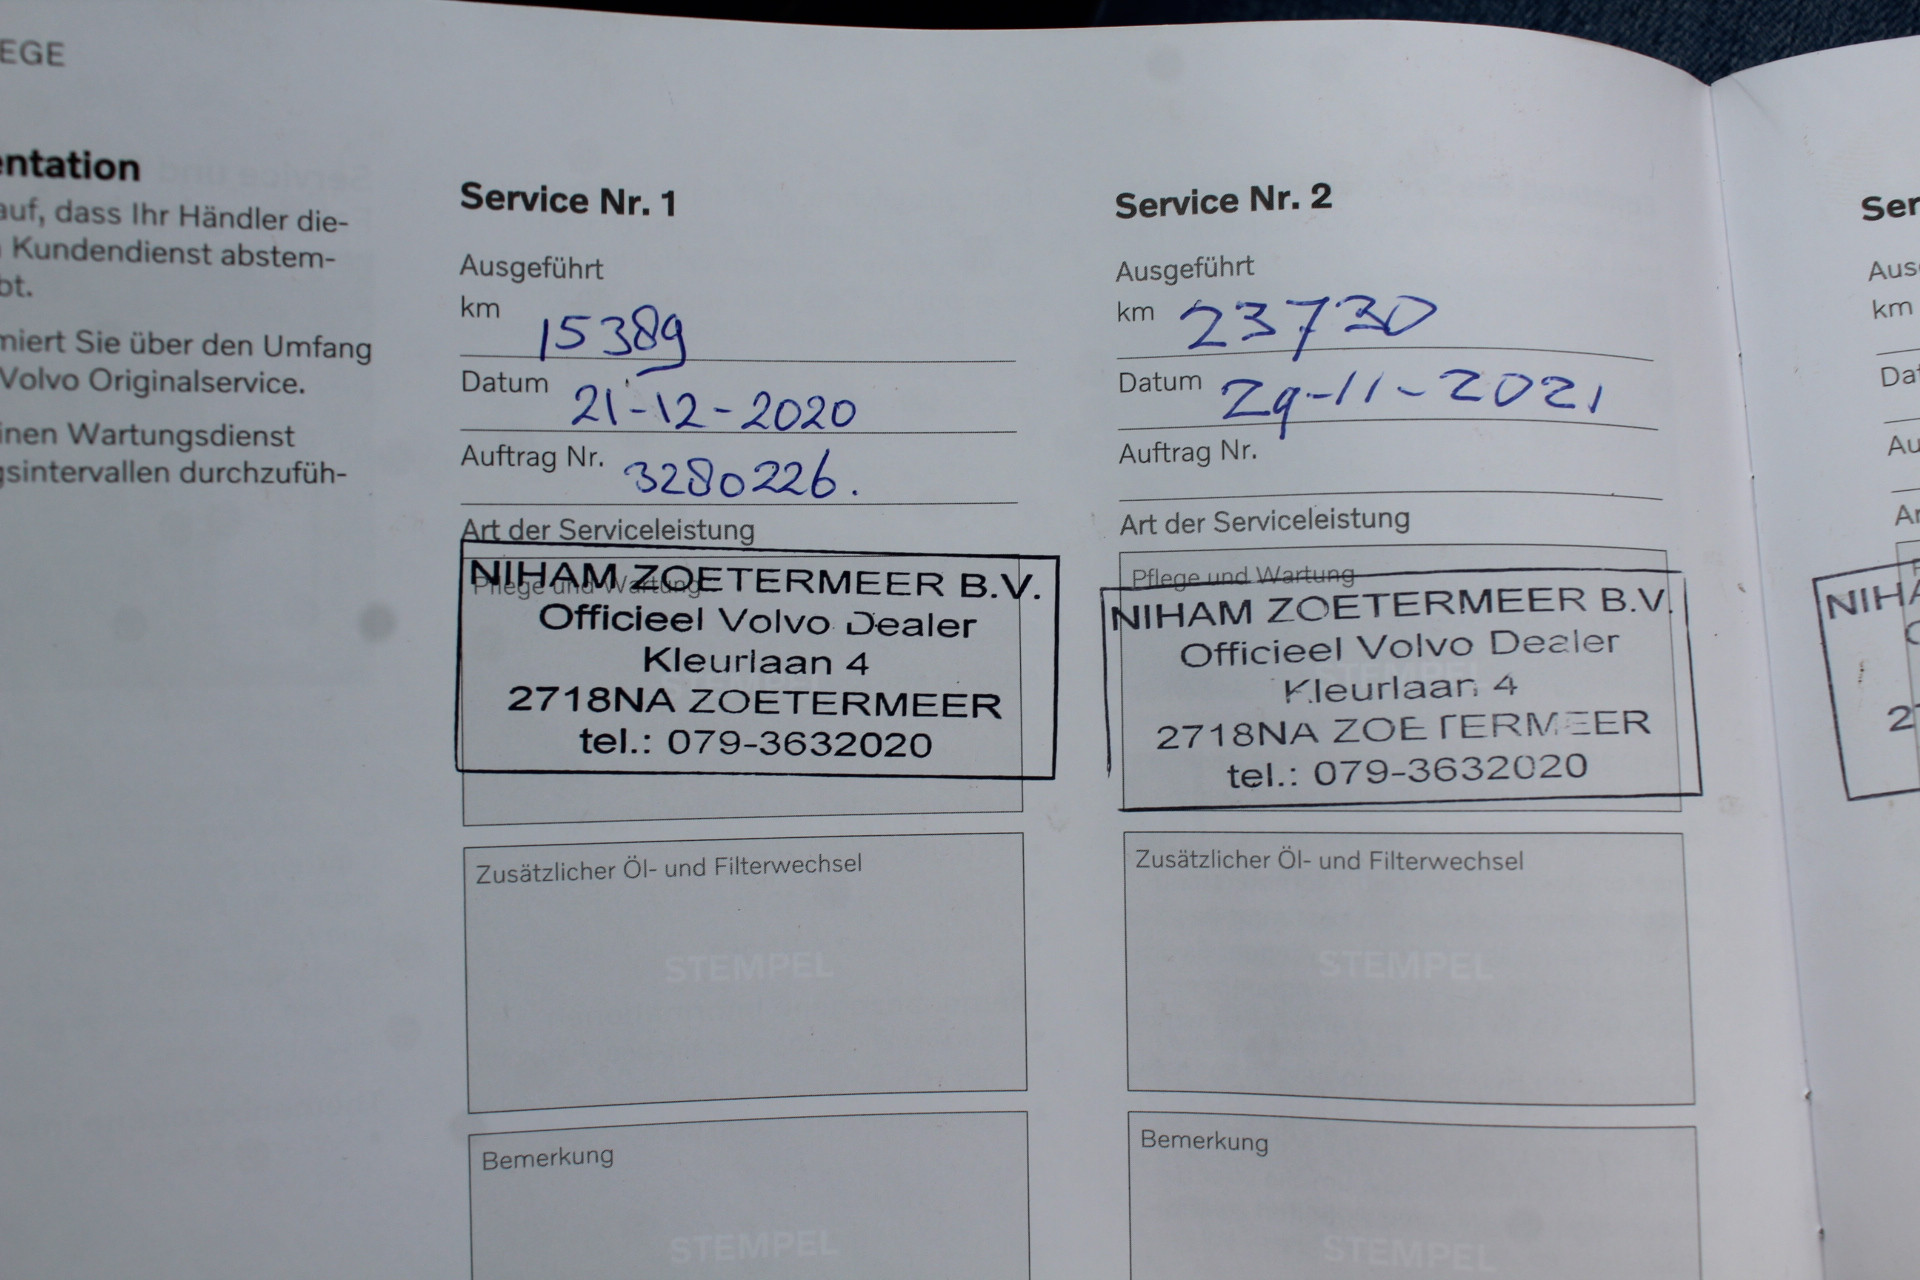 EGE
entation
auf, dass Ihr Händler die-
Kundendienst abstem-
bt.
miert Sie über den Umfang
Volvo Originalservice.
inen Wartungsdienst
gsintervallen durchzufüh-
Service Nr. 1
Ausgeführt
km 15389
Datum 21-12-2020
Auftrag Nr. 3280226.
Art der Serviceleistung
Pflege und Wartung
NIHAM ZOETERMEER B.V.
Officieel Volvo Dealer
Kleurlaan 4
2718NA ZOETERMEER
tel.: 079-3632020
Zusätzlicher Öl- und Filterwechsel
STEMPEL
Bemerkung
STEMPEL
Service Nr. 2
Ausgeführt
km 23730
Datum 29-11-2021
Auftrag Nr.
Art der Serviceleistung
Pflege und Wartung
STEMPEL
NIHAM ZOETERMEER B.V.
Officieel Volvo Dealer
Kleurlaan 4
2718NA ZOETERMEER
tel.: 079-3632020
Zusätzlicher Öl- und Filterwechsel
STEMPEL
Bemerkung
STEMPEL
Ser
Ausg
km
Dat
Au
Ar
NIHA
2